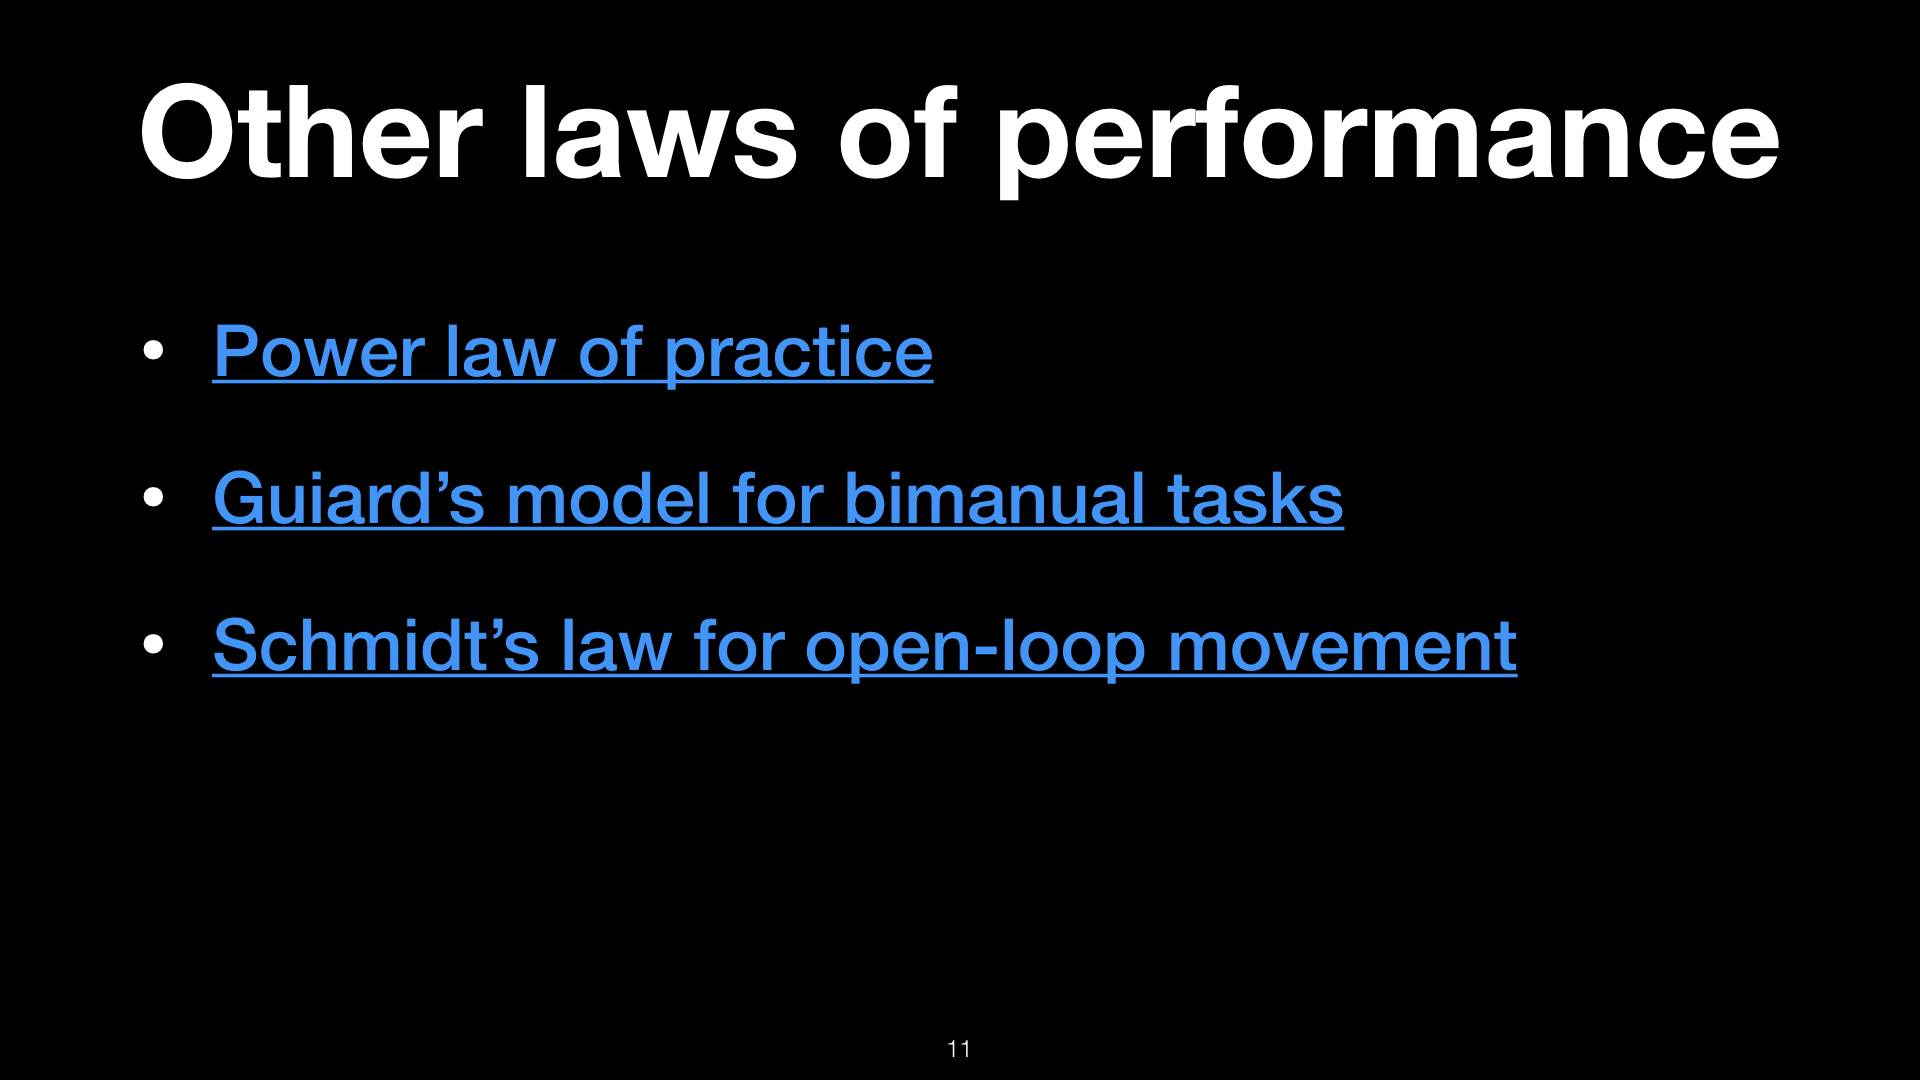 Other laws of performance
• Power law of practice
• Guiard’s model for bimanual tasks
• Schmidt’s law for open-loop movement
11